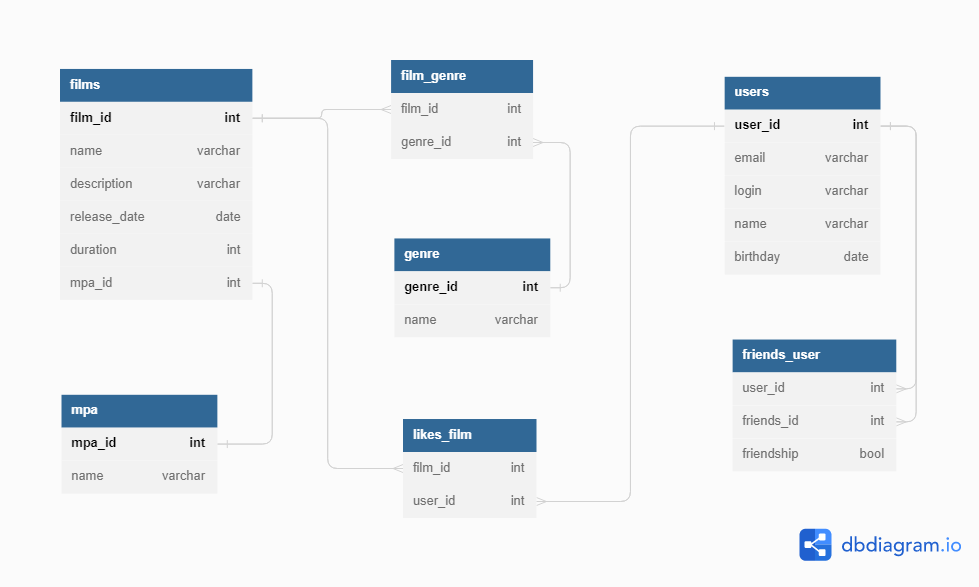 films
film_id int
name varchar
description varchar
release_date date
duration int
mpa_id int
mpa
mpa_id int
name varchar
film_genre
film_id int
genre_id int
genre
genre_id int
name varchar
likes_film
film_id int
user_id int
users
user_id int
email varchar
login varchar
name varchar
birthday date
friends_user
user_id int
friends_id int
friendship bool
dbdiagram.io